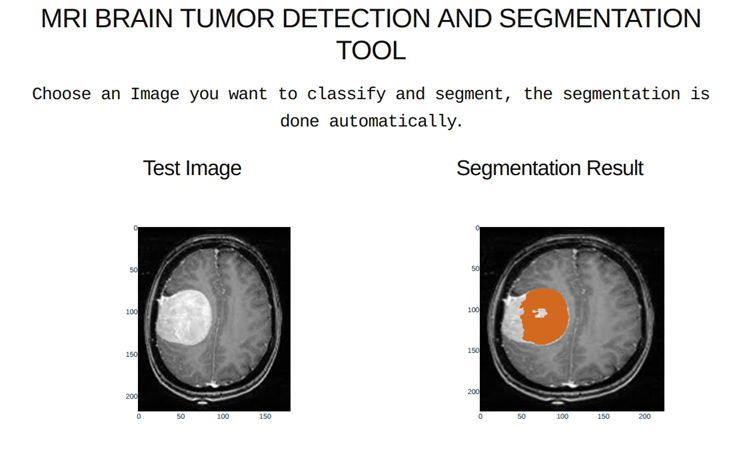 MRI BRAIN TUMOR DETECTION AND SEGMENTATION
TOOL
Choose an Image you want to classify and segment, the segmentation is
done automatically.
Test Image
Segmentation Result
0
50
100
150
200
0 50 100 150
0
50
100
150
200
0 50 100 150 200